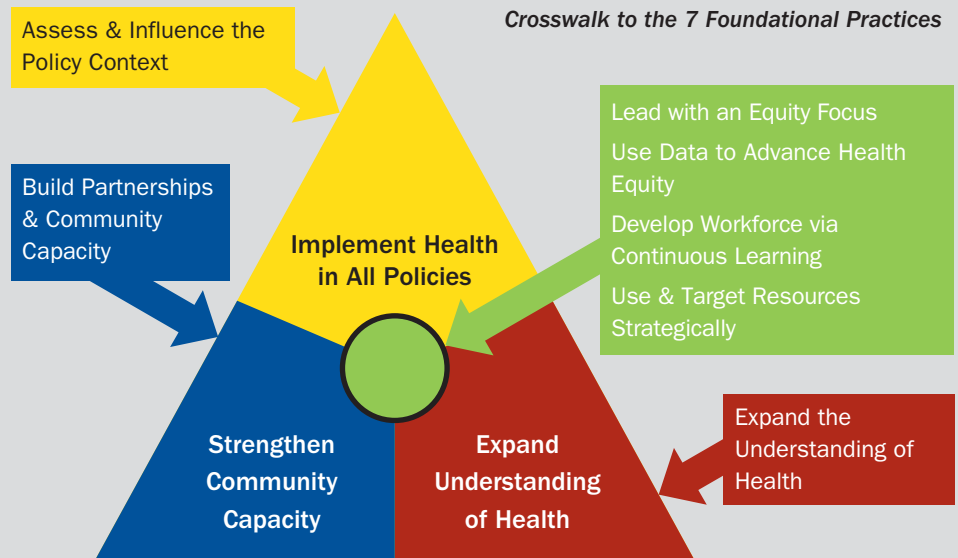 Crosswalk to the 7 Foundational Practices
Assess & Influence the
Policy Context
Build Partnerships
& Community
Capacity
Lead with an Equity Focus
Use Data to Advance Health
Equity
Develop Workforce via
Continuous Learning
Use & Target Resources
Strategically
Implement Health
in All Policies
Strengthen
Community
Capacity
Expand
Understanding
of Health
Expand the
Understanding of
Health